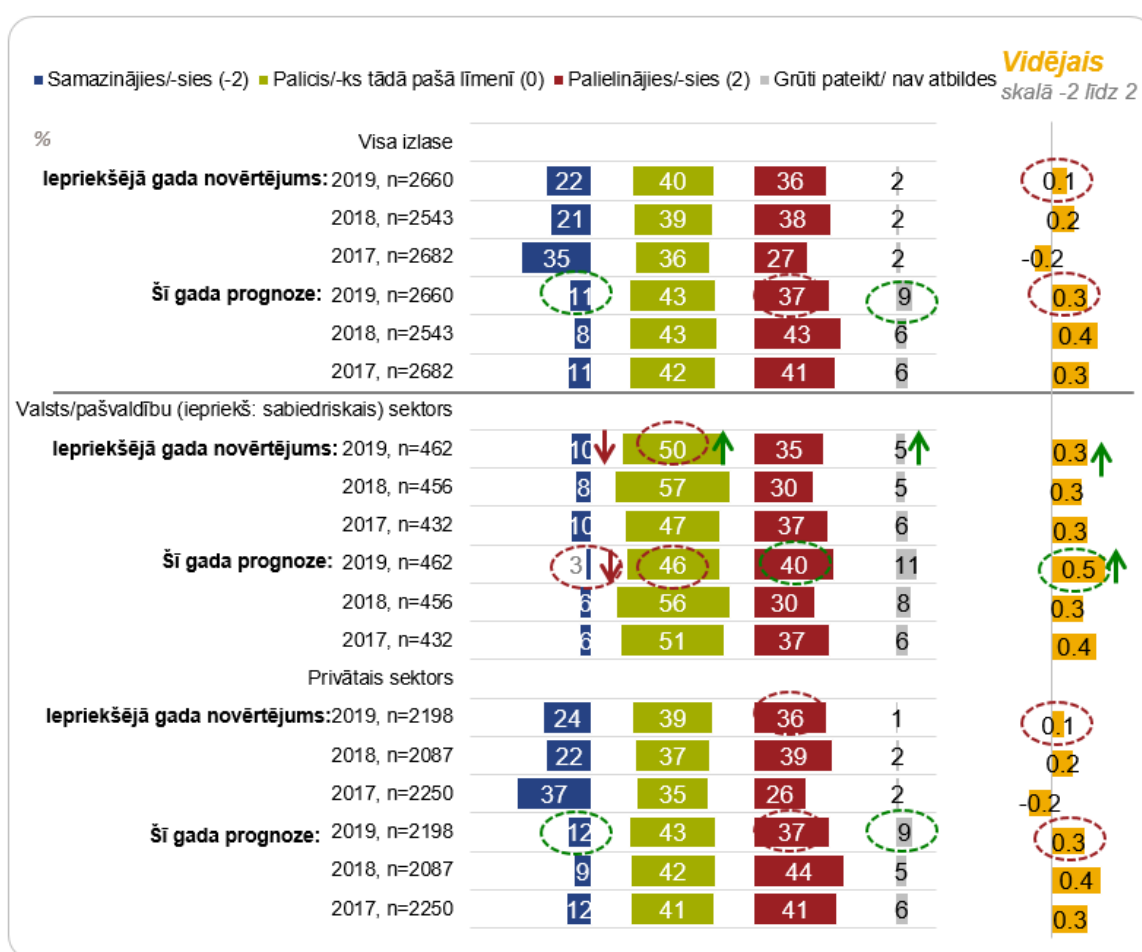 Vidējais
skalā -2 līdz 2
Samazinājies/-sies (-2) Palicis/-ks tādā pašā līmenī (0) Palielinājies/-sies (2) Grūti pateikt/ nav atbildes
%
Visa izlase
Iepriekšējā gada novērtējums: 2019, n=2660 22 40 36 2 0.1
2018, n=2543 21 39 38 2 0.2
2017, n=2682 35 36 27 2 -0.2
Šī gada prognoze: 2019, n=2660 11 43 37 9 0.3
2018, n=2543 8 43 43 6 0.4
2017, n=2682 11 42 41 6 0.3
Valsts/pašvaldību (iepriekš: sabiedriskais) sektors
Iepriekšējā gada novērtējums: 2019, n=462 10 50 35 5 0.3
2018, n=456 8 57 30 5 0.3
2017, n=432 10 47 37 6 0.3
Šī gada prognoze: 2019, n=462 3 46 40 11 0.5
2018, n=456 6 56 30 8 0.3
2017, n=432 6 51 37 6 0.4
Privātais sektors
Iepriekšējā gada novērtējums: 2019, n=2198 24 39 36 1 0.1
2018, n=2087 22 37 39 2 0.2
2017, n=2250 37 35 26 2 -0.2
Šī gada prognoze: 2019, n=2198 12 43 37 9 0.3
2018, n=2087 9 42 44 5 0.4
2017, n=2250 12 41 41 6 0.3